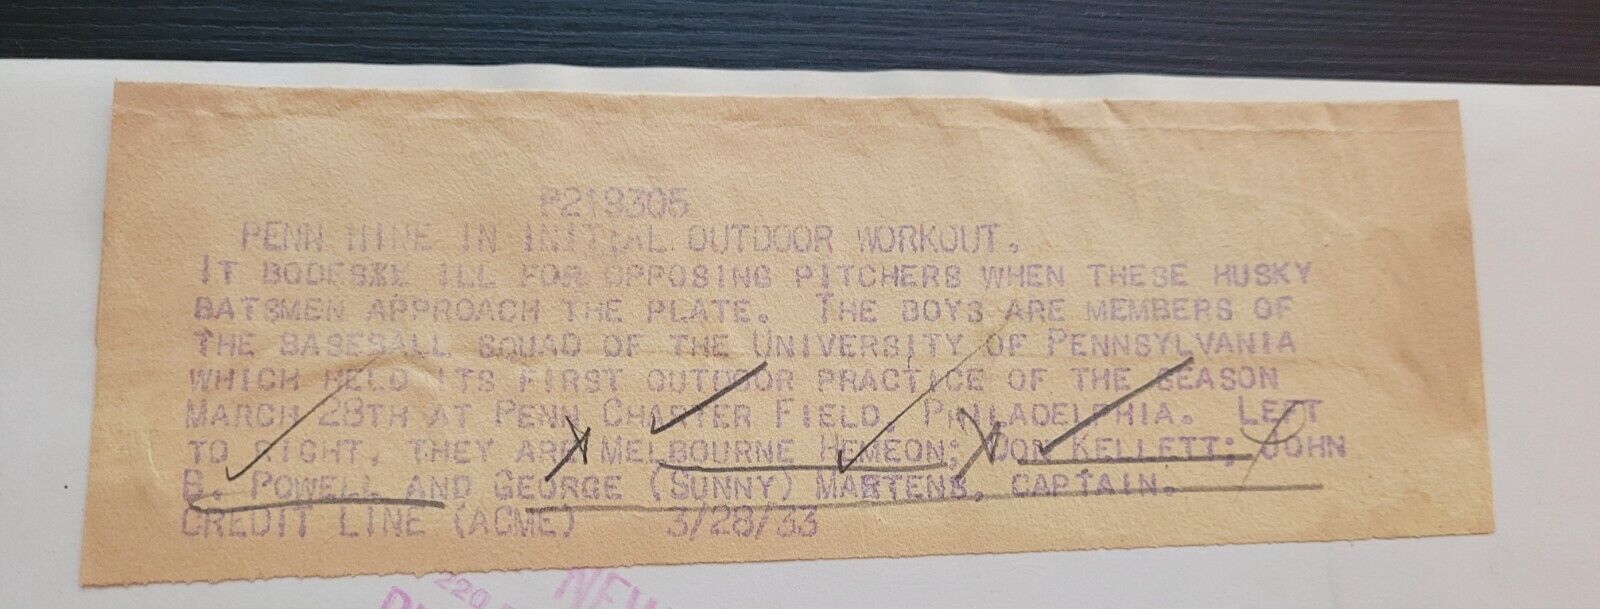 P219305
PENN NINE IN INITIAL OUTDOOR WORKOUT.
IT BODES ILL FOR OPPOSING PITCHERS WHEN THESE HUSKY
BATSMEN APPROACH THE PLATE. THE BOYS ARE MEMBERS OF
THE BASEBALL SQUAD OF THE UNIVERSITY OF PENNSYLVANIA
WHICH HELD ITS FIRST OUTDOOR PRACTICE OF THE SEASON
MARCH 28TH AT PENN CHARTER FIELD, PHILADELPHIA. LEFT
TO RIGHT, THEY ARE MELBOURNE HEMEON; DON KELLETT; JOHN
B. POWELL AND GEORGE (SUNNY) MARTENS, CAPTAIN.
CREDIT LINE (ACME) 3/28/33
220
NEW